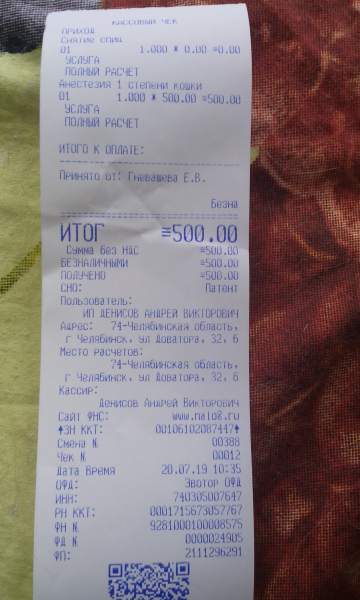 КАССОВЫЙ ЧЕК
ПРИХОД
Снятие спиц
01 1.000 * 0.00 =0.00
УСЛУГА
ПОЛНЫЙ РАСЧЕТ
Анестезия 1 степени кошки
01 1.000 * 500.00 =500.00
УСЛУГА
ПОЛНЫЙ РАСЧЕТ
ИТОГО К ОПЛАТЕ:
Принято от: Гневашева Е.В.
Безна
ИТОГ =500.00
Сумма без НДС =500.00
БЕЗНАЛИЧНЫМИ =500.00
ПОЛУЧЕНО =500.00
СНО: Патент
Пользователь:
ИП ДЕНИСОВ АНДРЕЙ ВИКТОРОВИЧ
Адрес: 74-Челябинская область,
г Челябинск, ул Доватора, 32, 6
Место расчетов:
74-Челябинская область,
г Челябинск, ул Доватора, 32, 6
Кассир:
Денисов Андрей Викторович
Сайт ФНС: www.nalog.ru
ЗН ККТ: 00106102087447
Смена N 00388
Чек N 00012
Дата Время 20.07.19 10:35
ОФД: Эвотор ОФД
ИНН: 740305007647
РН ККТ: 0001715673057767
ФН N 9281000100008575
ФД N 0000024905
ФП: 2111296291